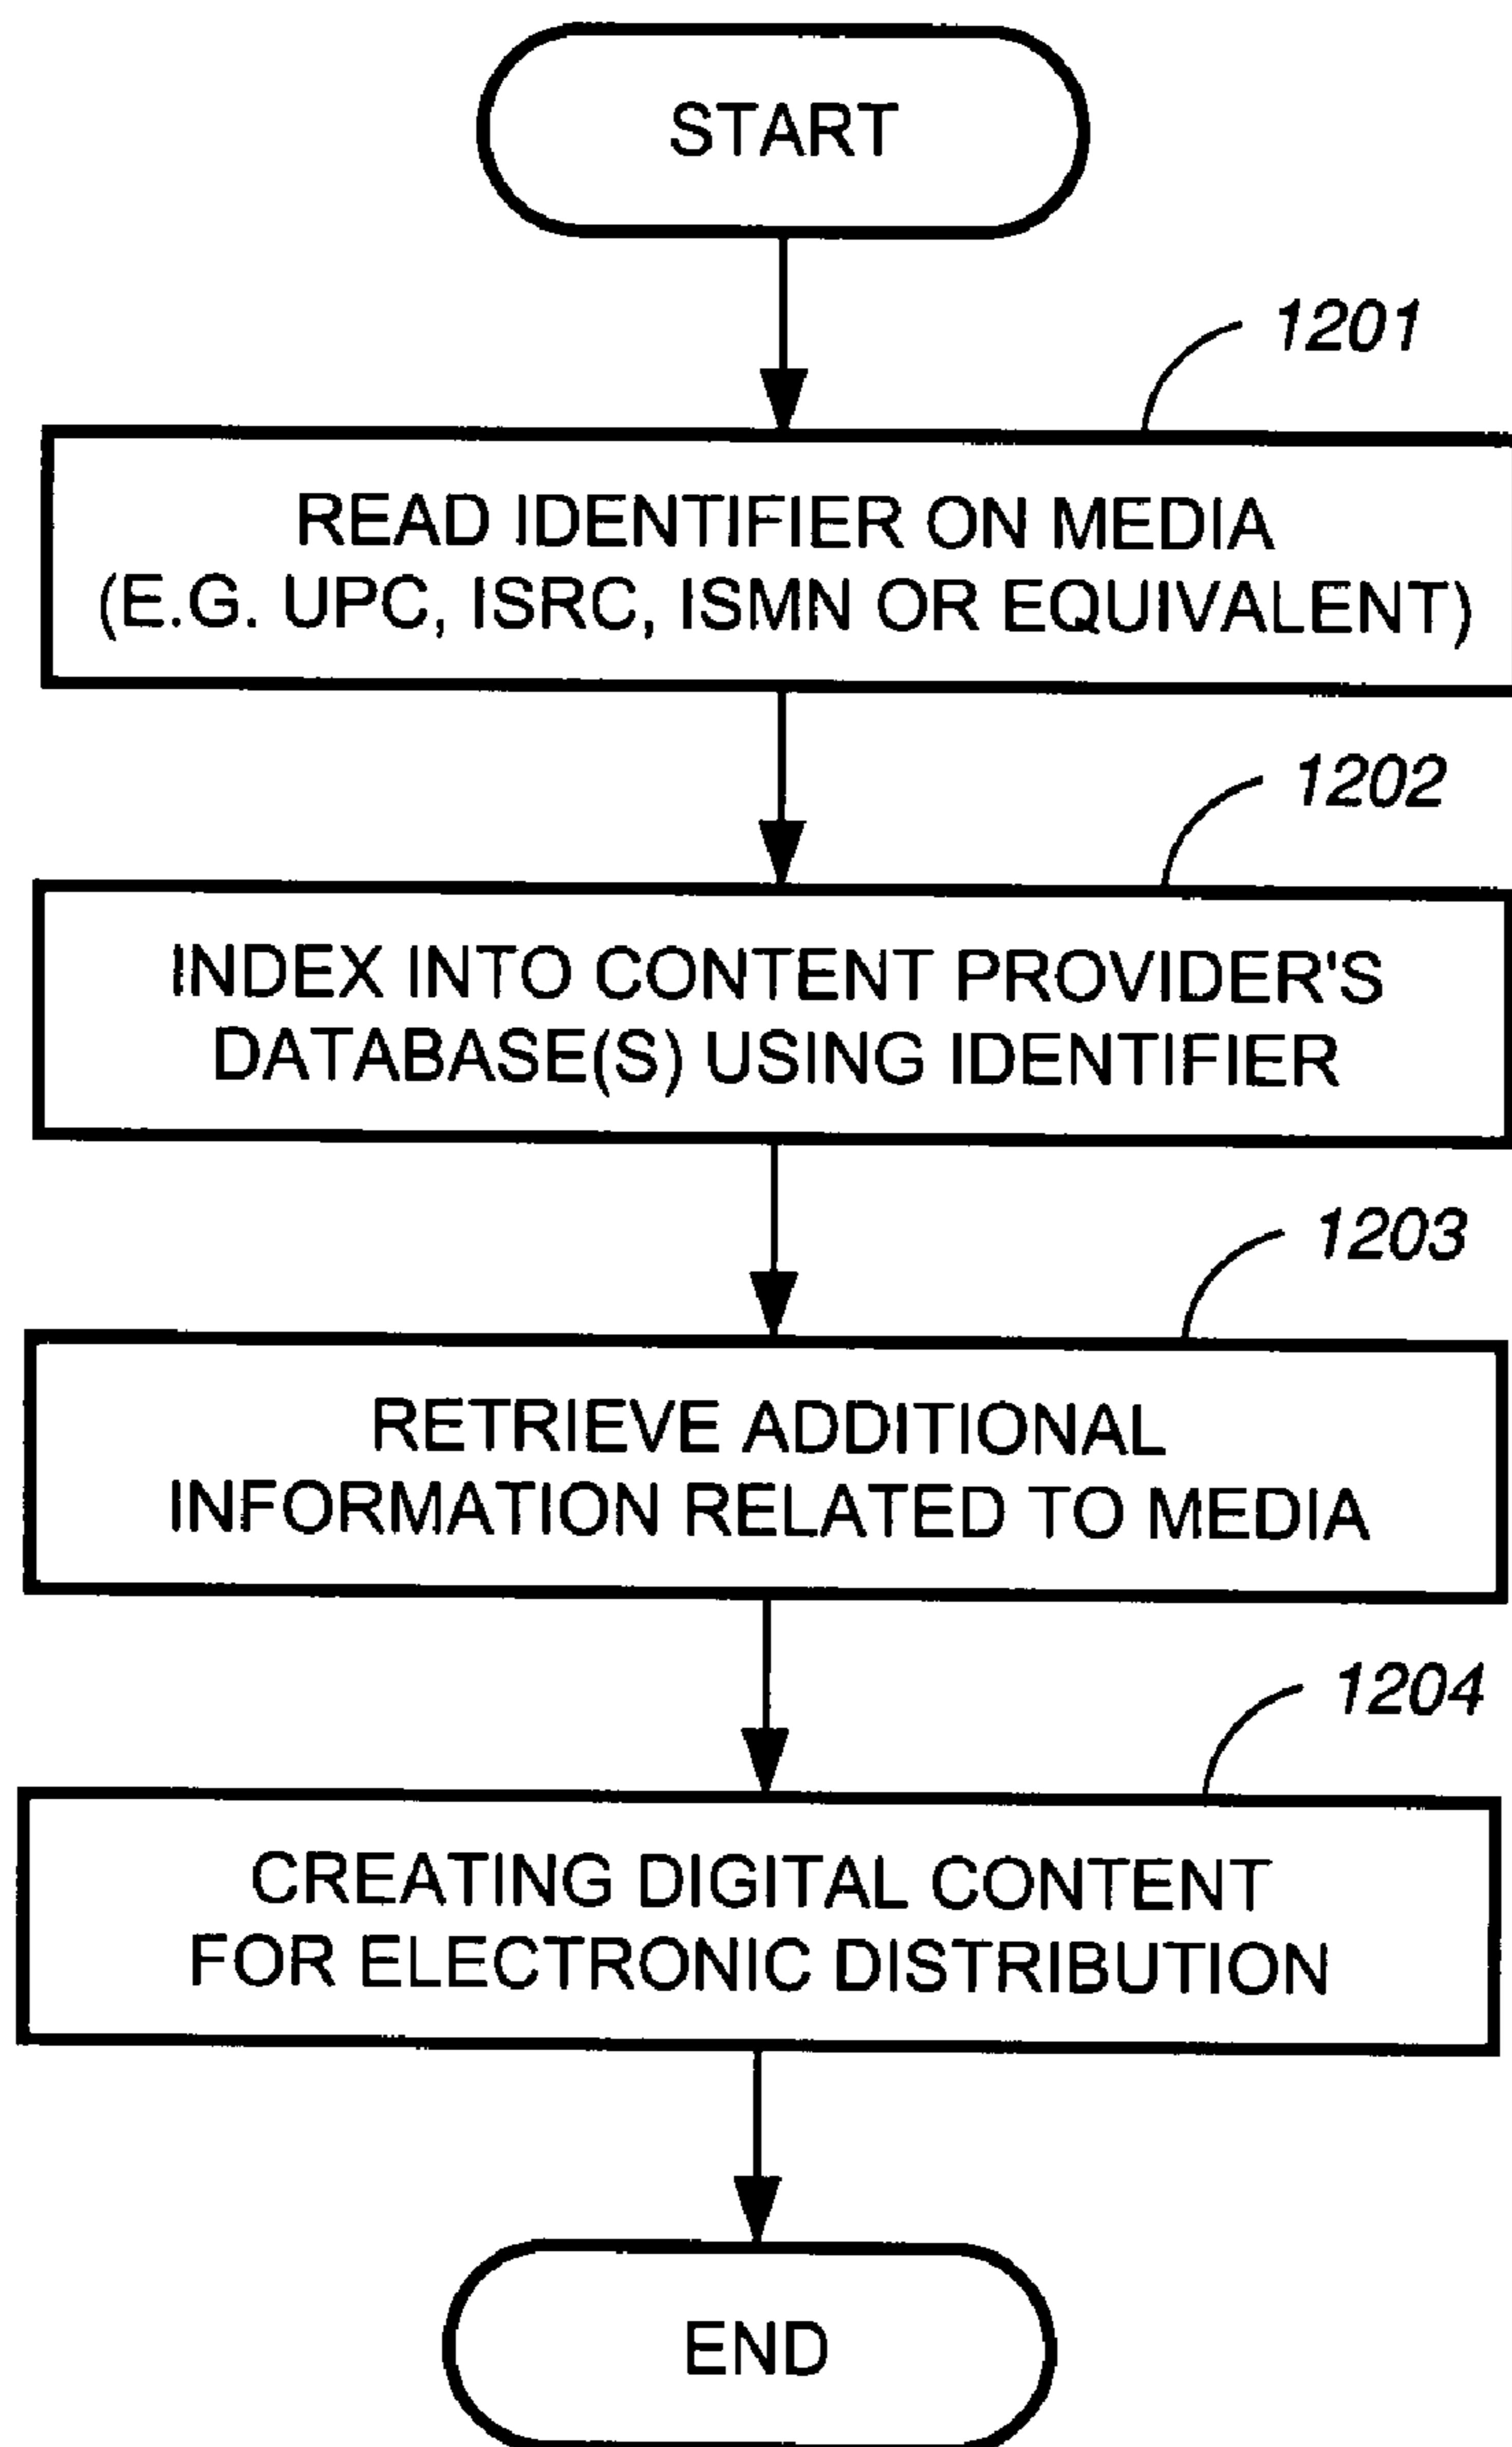 START
1201
READ IDENTIFIER ON MEDIA
(E.G. UPC, ISRC, ISMN OR EQUIVALENT)
1202
INDEX INTO CONTENT PROVIDER'S
DATABASE(S) USING IDENTIFIER
1203
RETRIEVE ADDITIONAL
INFORMATION RELATED TO MEDIA
1204
CREATING DIGITAL CONTENT
FOR ELECTRONIC DISTRIBUTION
END